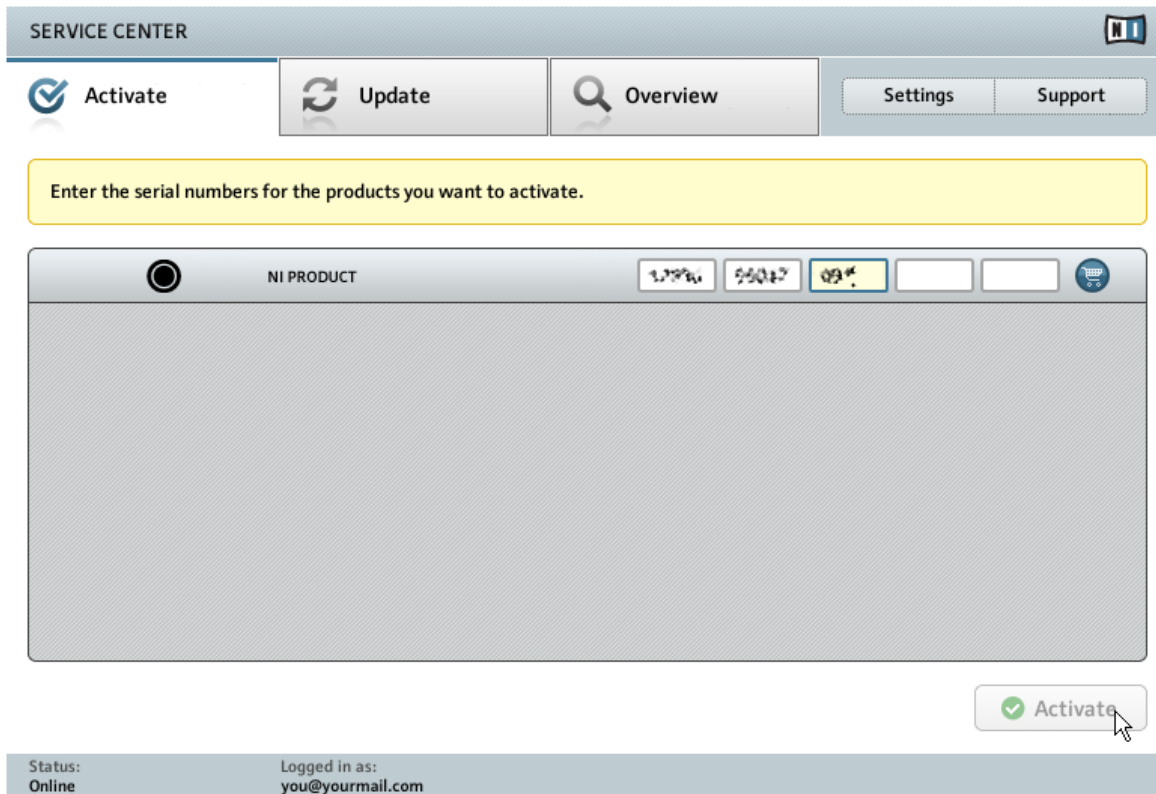 SERVICE CENTER
NI
Activate
Update
Overview
Settings
Support
Enter the serial numbers for the products you want to activate.
NI PRODUCT
Activate
Status:
Logged in as:
Online
you@yourmail.com